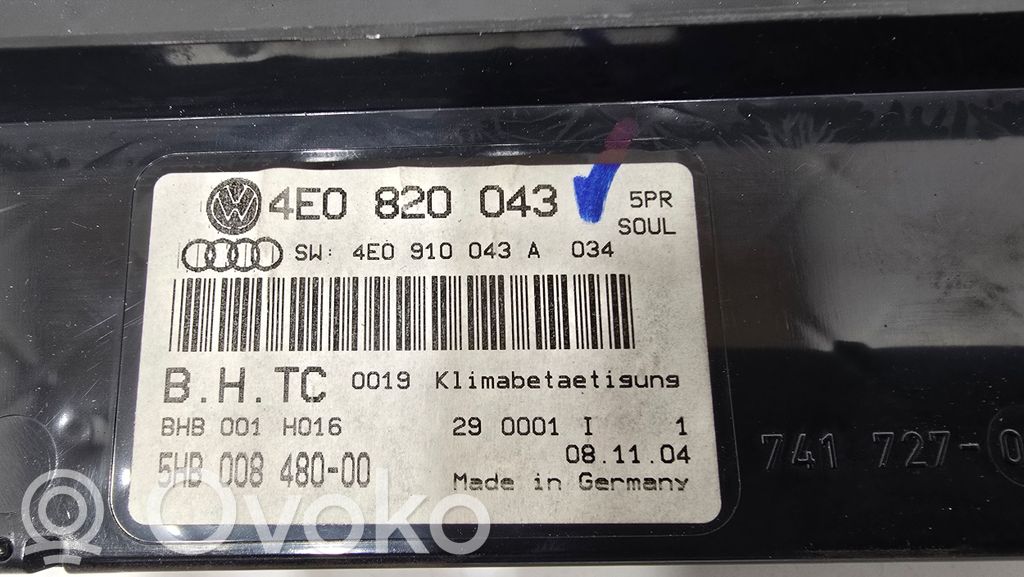 4E0 820 043 5PR
SOUL
SW: 4E0 910 043 A 034
B.H.TC 0019 Klimabetaetigung
BHB 001 H016 29 0001 I 1
08.11.04
5HB 008 480-00
Made in Germany
741 727-0
Ovoko